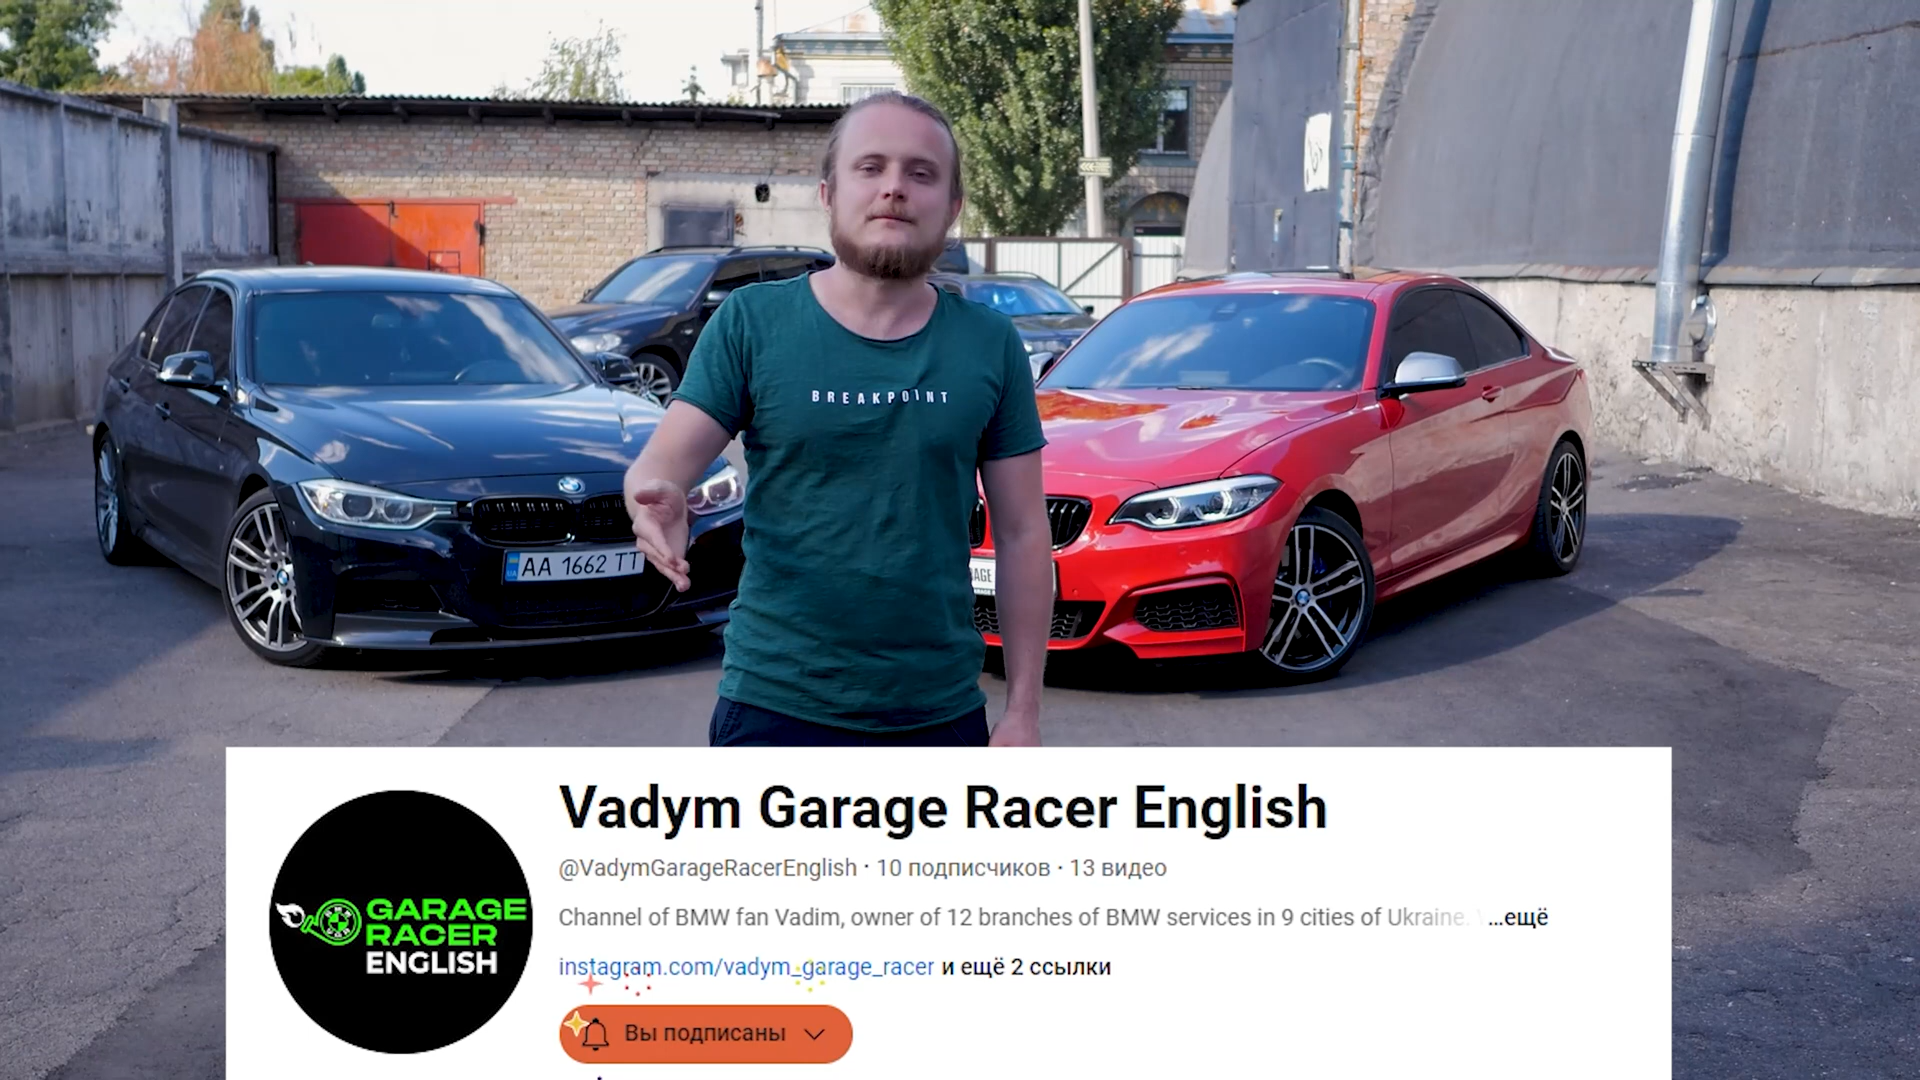 BREAKPOINT
AA 1662 TT
Vadym Garage Racer English
@VadymGarageRacerEnglish · 10 подписчиков · 13 видео
Channel of BMW fan Vadim, owner of 12 branches of BMW services in 9 cities of Ukraine. ...ещё
instagram.com/vadym_garage_racer и ещё 2 ссылки
GARAGE
RACER
ENGLISH
Вы подписаны